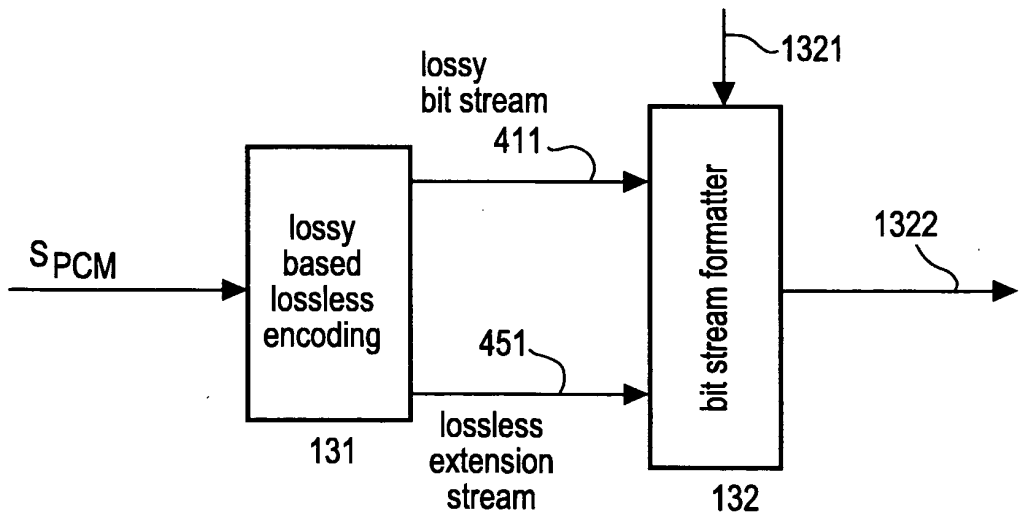 1321
lossy
bit stream
411
1322
S PCM
lossy
based
lossless
encoding
bit stream formatter
451
131
lossless
extension
stream
132